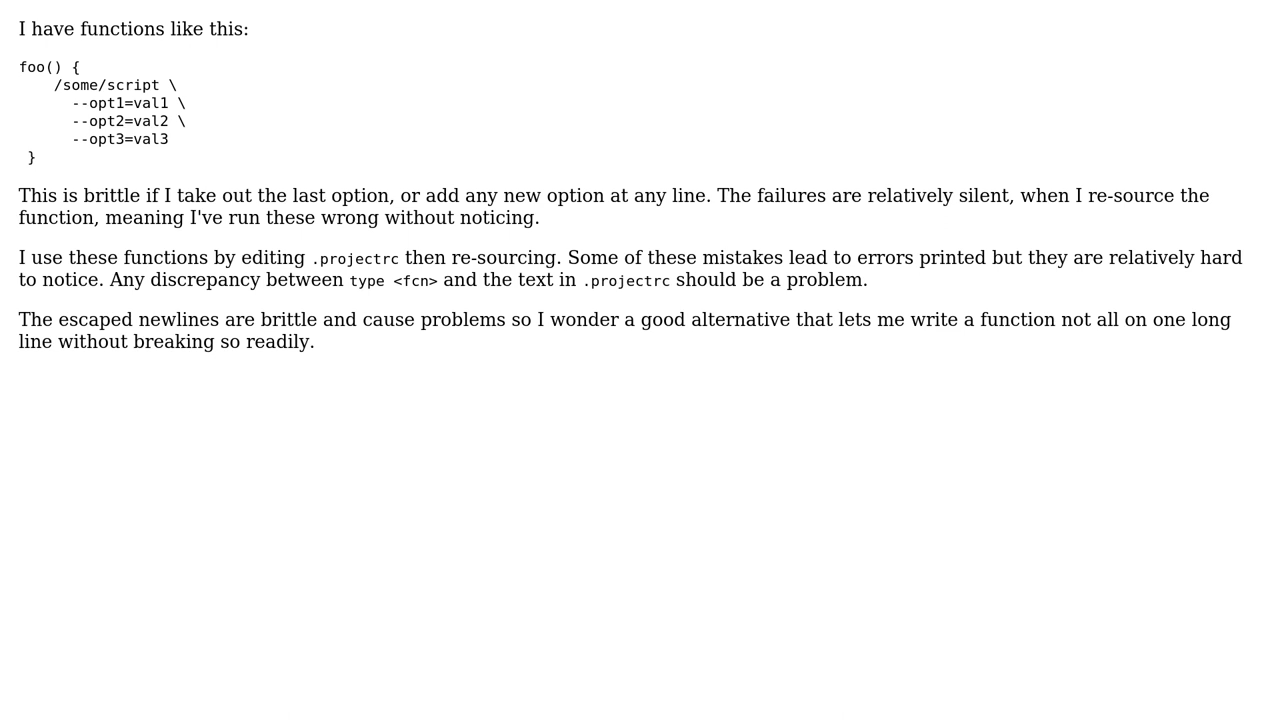 I have functions like this:
foo() {
    /some/script \
      --opt1=val1 \
      --opt2=val2 \
      --opt3=val3
 }
This is brittle if I take out the last option, or add any new option at any line. The failures are relatively silent, when I re-source the
function, meaning I've run these wrong without noticing.
I use these functions by editing .projectrc then re-sourcing. Some of these mistakes lead to errors printed but they are relatively hard
to notice. Any discrepancy between type <fcn> and the text in .projectrc should be a problem.
The escaped newlines are brittle and cause problems so I wonder a good alternative that lets me write a function not all on one long
line without breaking so readily.